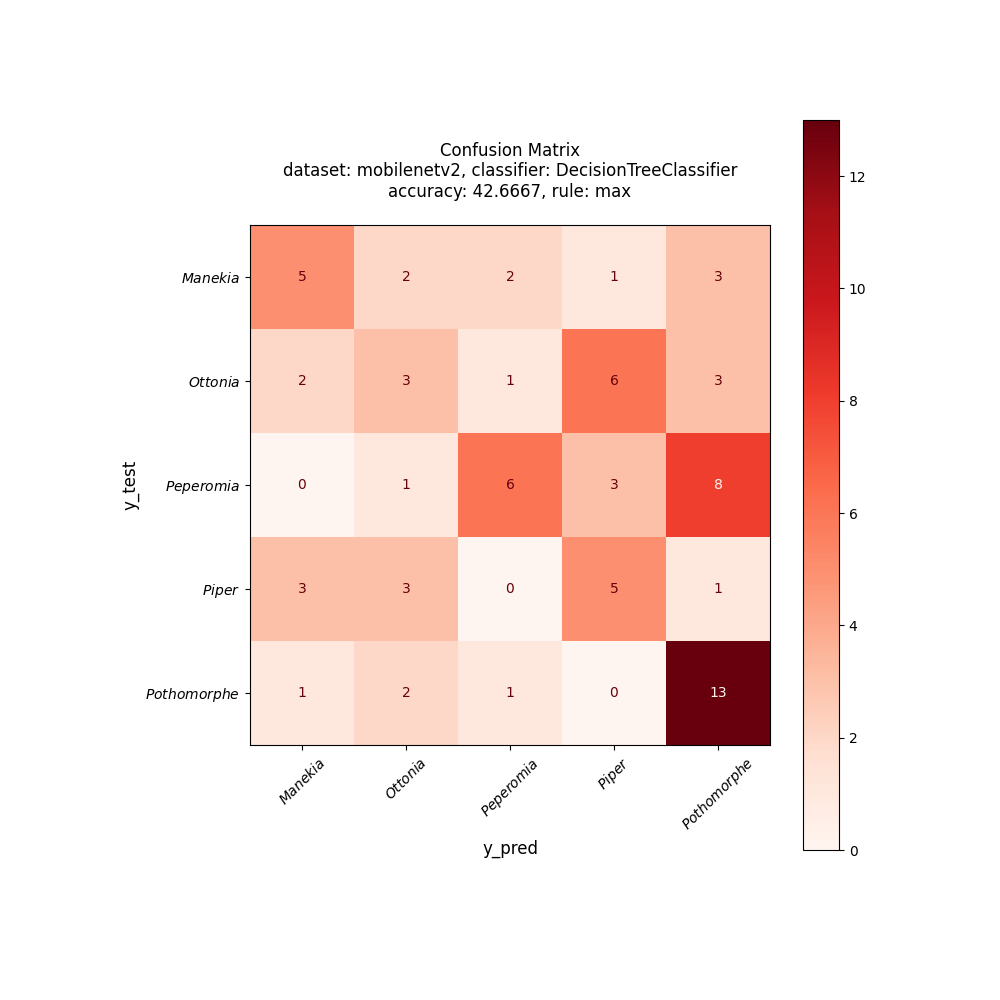 Confusion Matrix
dataset: mobilenetv2, classifier: DecisionTreeClassifier
accuracy: 42.6667, rule: max
Manekia 5 2 2 1 3
Ottonia 2 3 1 6 3
Peperomia 0 1 6 3 8
Piper 3 3 0 5 1
Pothomorphe 1 2 1 0 13
y_test
Manekia Ottonia Peperomia Piper Pothomorphe
y_pred
12
10
8
6
4
2
0